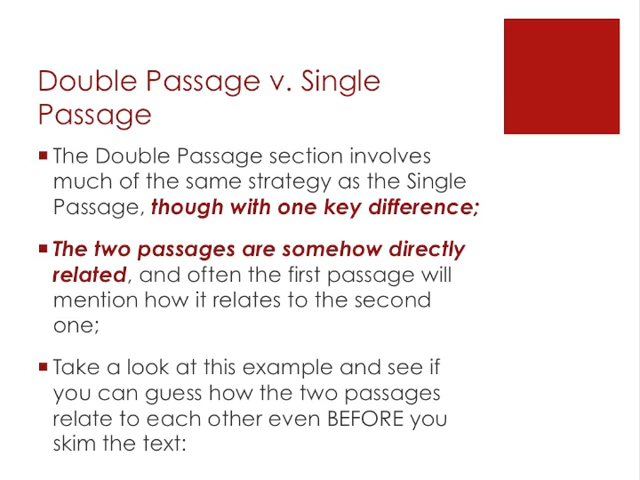 Double Passage v. Single
Passage
The Double Passage section involves
much of the same strategy as the Single
Passage, though with one key difference;
The two passages are somehow directly
related, and often the first passage will
mention how it relates to the second
one;
Take a look at this example and see if
you can guess how the two passages
relate to each other even BEFORE you
skim the text: